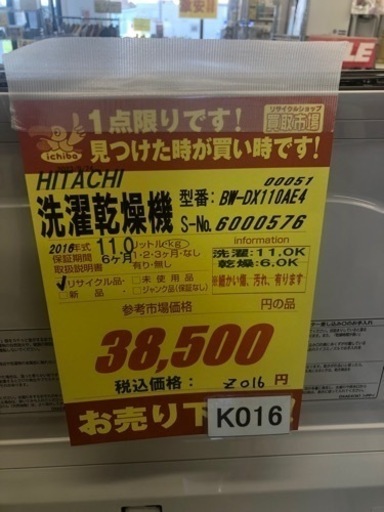 ichiba
1点限りです!
見つけた時が買い時です!
リサイクルショップ
買取市場
HITACHI
00051
洗濯乾燥機
型番: BW-DX110AE4
S-No. 6000576
2016年式
11.0
リットル・kg
保証期間
6ヶ月
1・2・3ヶ月・なし
取扱説明書
有り・無し
information
洗濯:11.0K
乾燥:6.0K
※細かい傷、汚れ、有ります
リサイクル品
未使用品
新品
ジャンク品(保証なし)
参考市場価格
円の品
38,500
税込価格:
2016
円
お売り下
K016
SALE